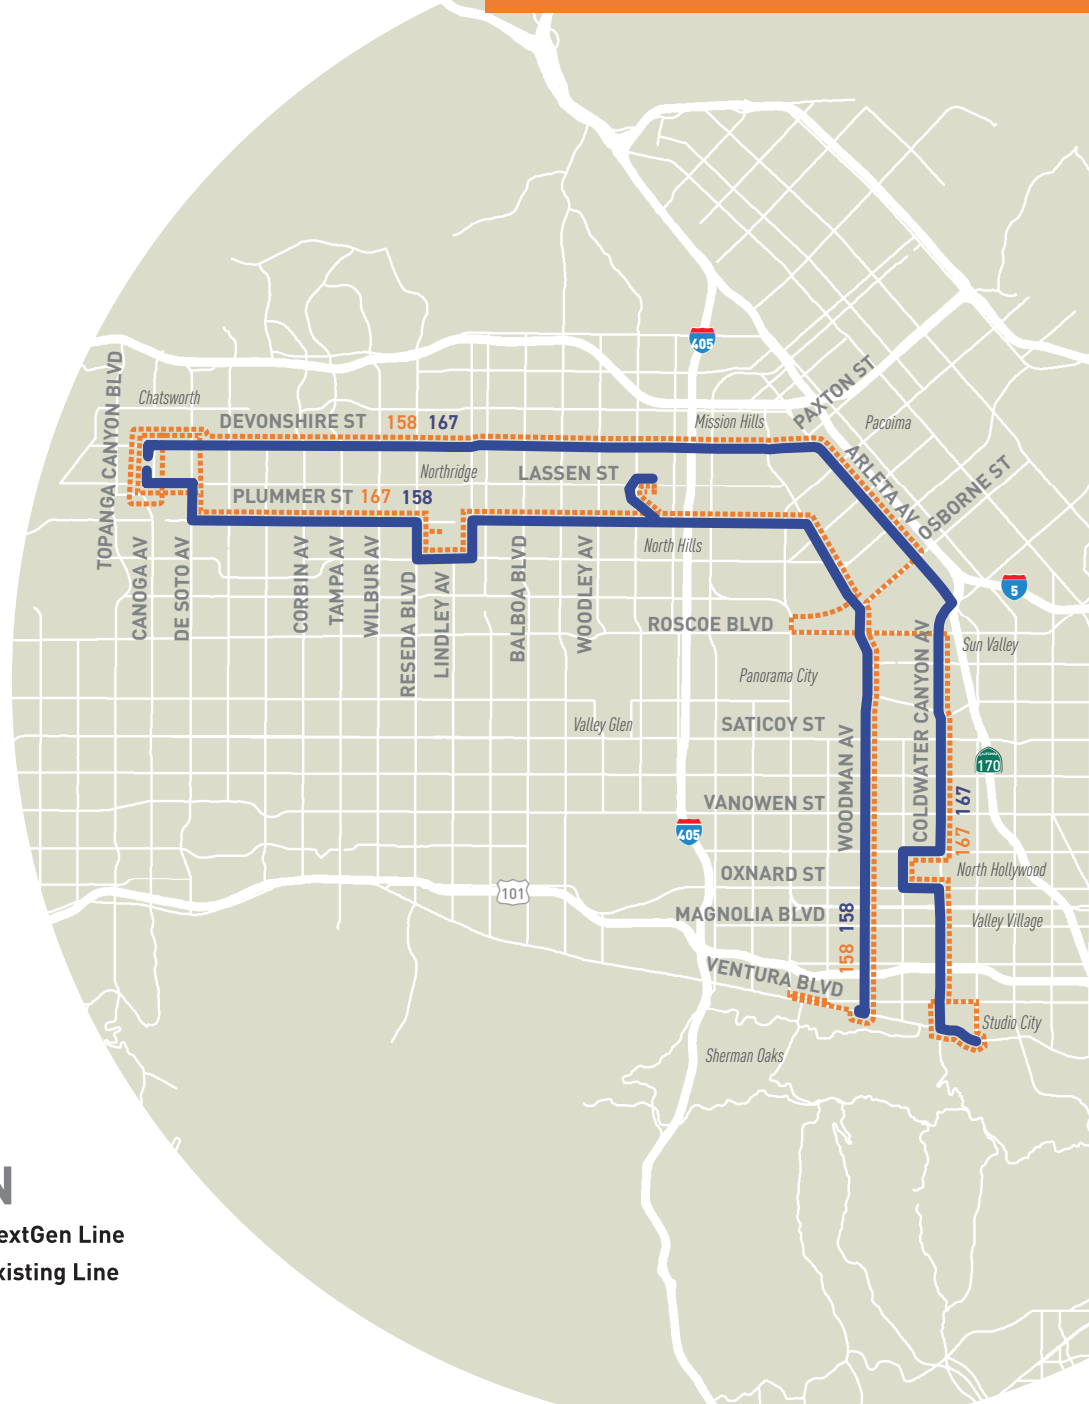 405
TOPANGA CANYON BLVD
Chatsworth
PAXTON ST
DEVONSHIRE ST 158 167
Mission Hills
Pacoima
Northridge
LASSEN ST
ARLETA AV
OSBORNE ST
PLUMMER ST 167 158
North Hills
CANOGA AV
DE SOTO AV
CORBIN AV
TAMPA AV
WILBUR AV
RESEDA BLVD
LINDLEY AV
BALBOA BLVD
WOODLEY AV
5
ROSCOE BLVD
COLDWATER CANYON AV
Sun Valley
Panorama City
Valley Glen
SATICOY ST
WOODMAN AV
CALIFORNIA
170
VANOWEN ST
167
167
405
OXNARD ST
North Hollywood
101
MAGNOLIA BLVD
158
158
Valley Village
VENTURA BLVD
Studio City
Sherman Oaks
N
extGen Line
xisting Line